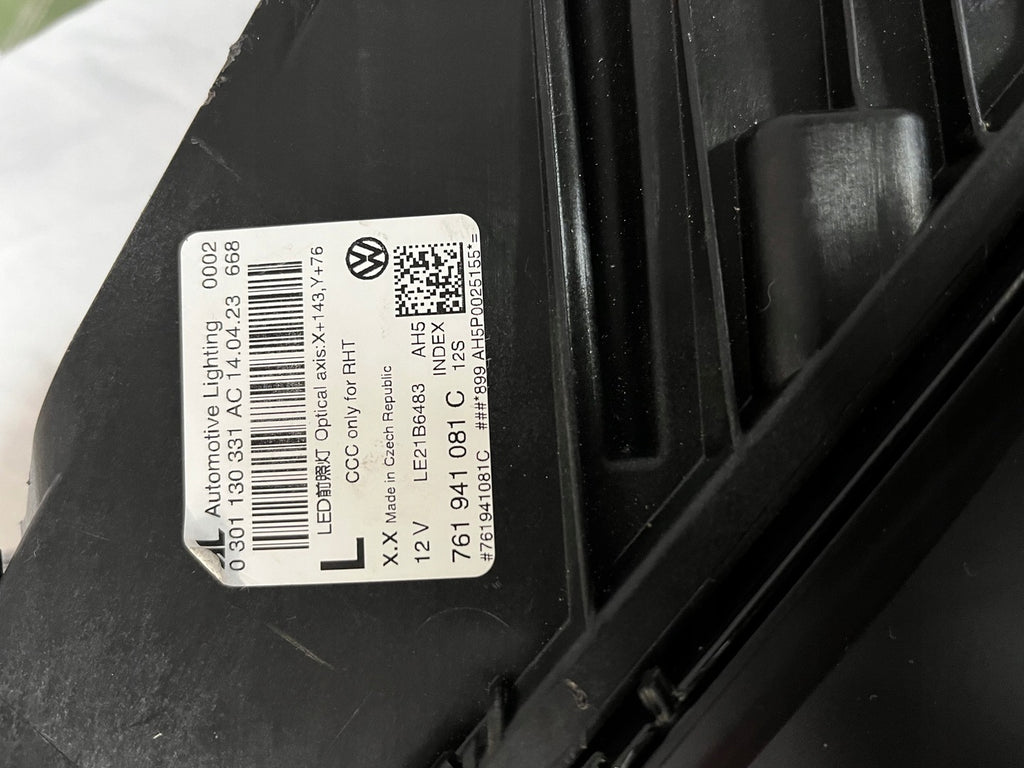 AL Automotive Lighting 0002
0 301 1130 331 AC 14.04.23 668
LED前照灯 Optical axis:X+143,Y+76
L CCC only for RHT
X.X Made in Czech Republic
12 V LE21B6483 AH5
761 941 081 C INDEX 12S
#761941081C ###*899 AH5P0025155*=